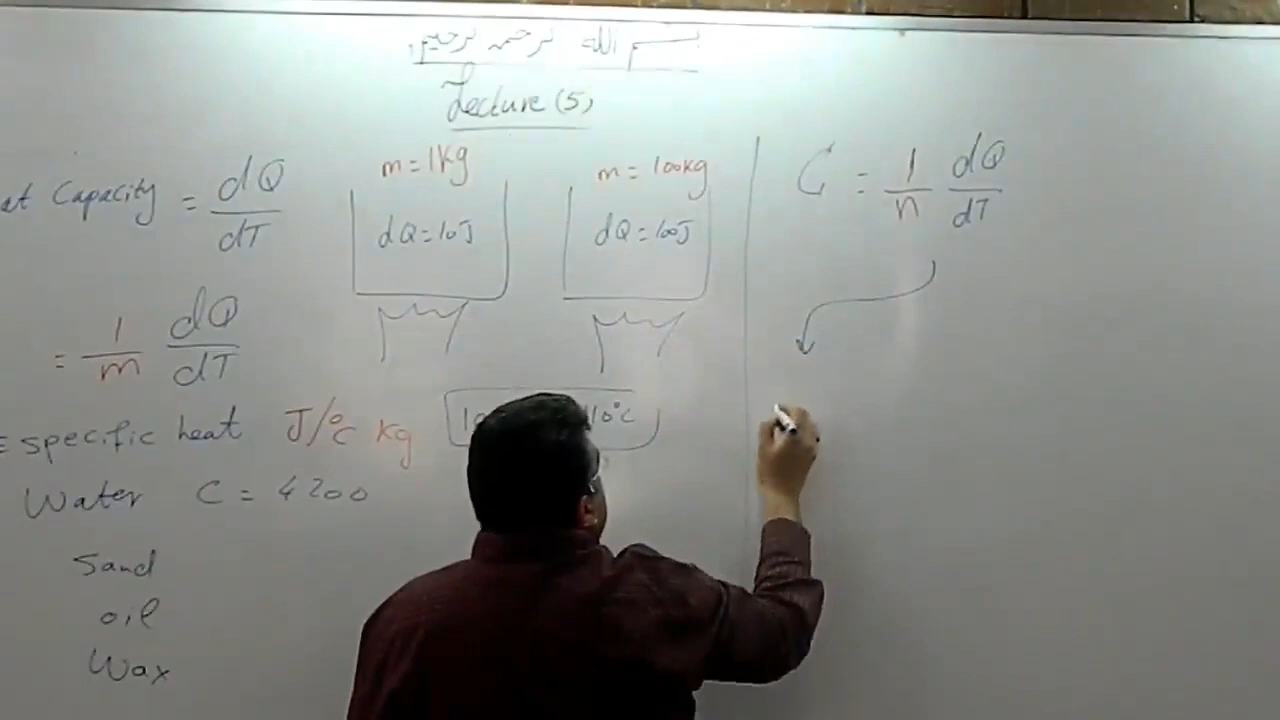 بسم الله الرحمن الرحيم
Lecture (5)
at Capacity = dQ/dT
= 1/m dQ/dT
= specific heat J/°C kg
Water C = 4200
Sand
oil
Wax
m = 1kg
dQ = 10J
m = 100kg
dQ = 100J
10°C
C = 1/n dQ/dT